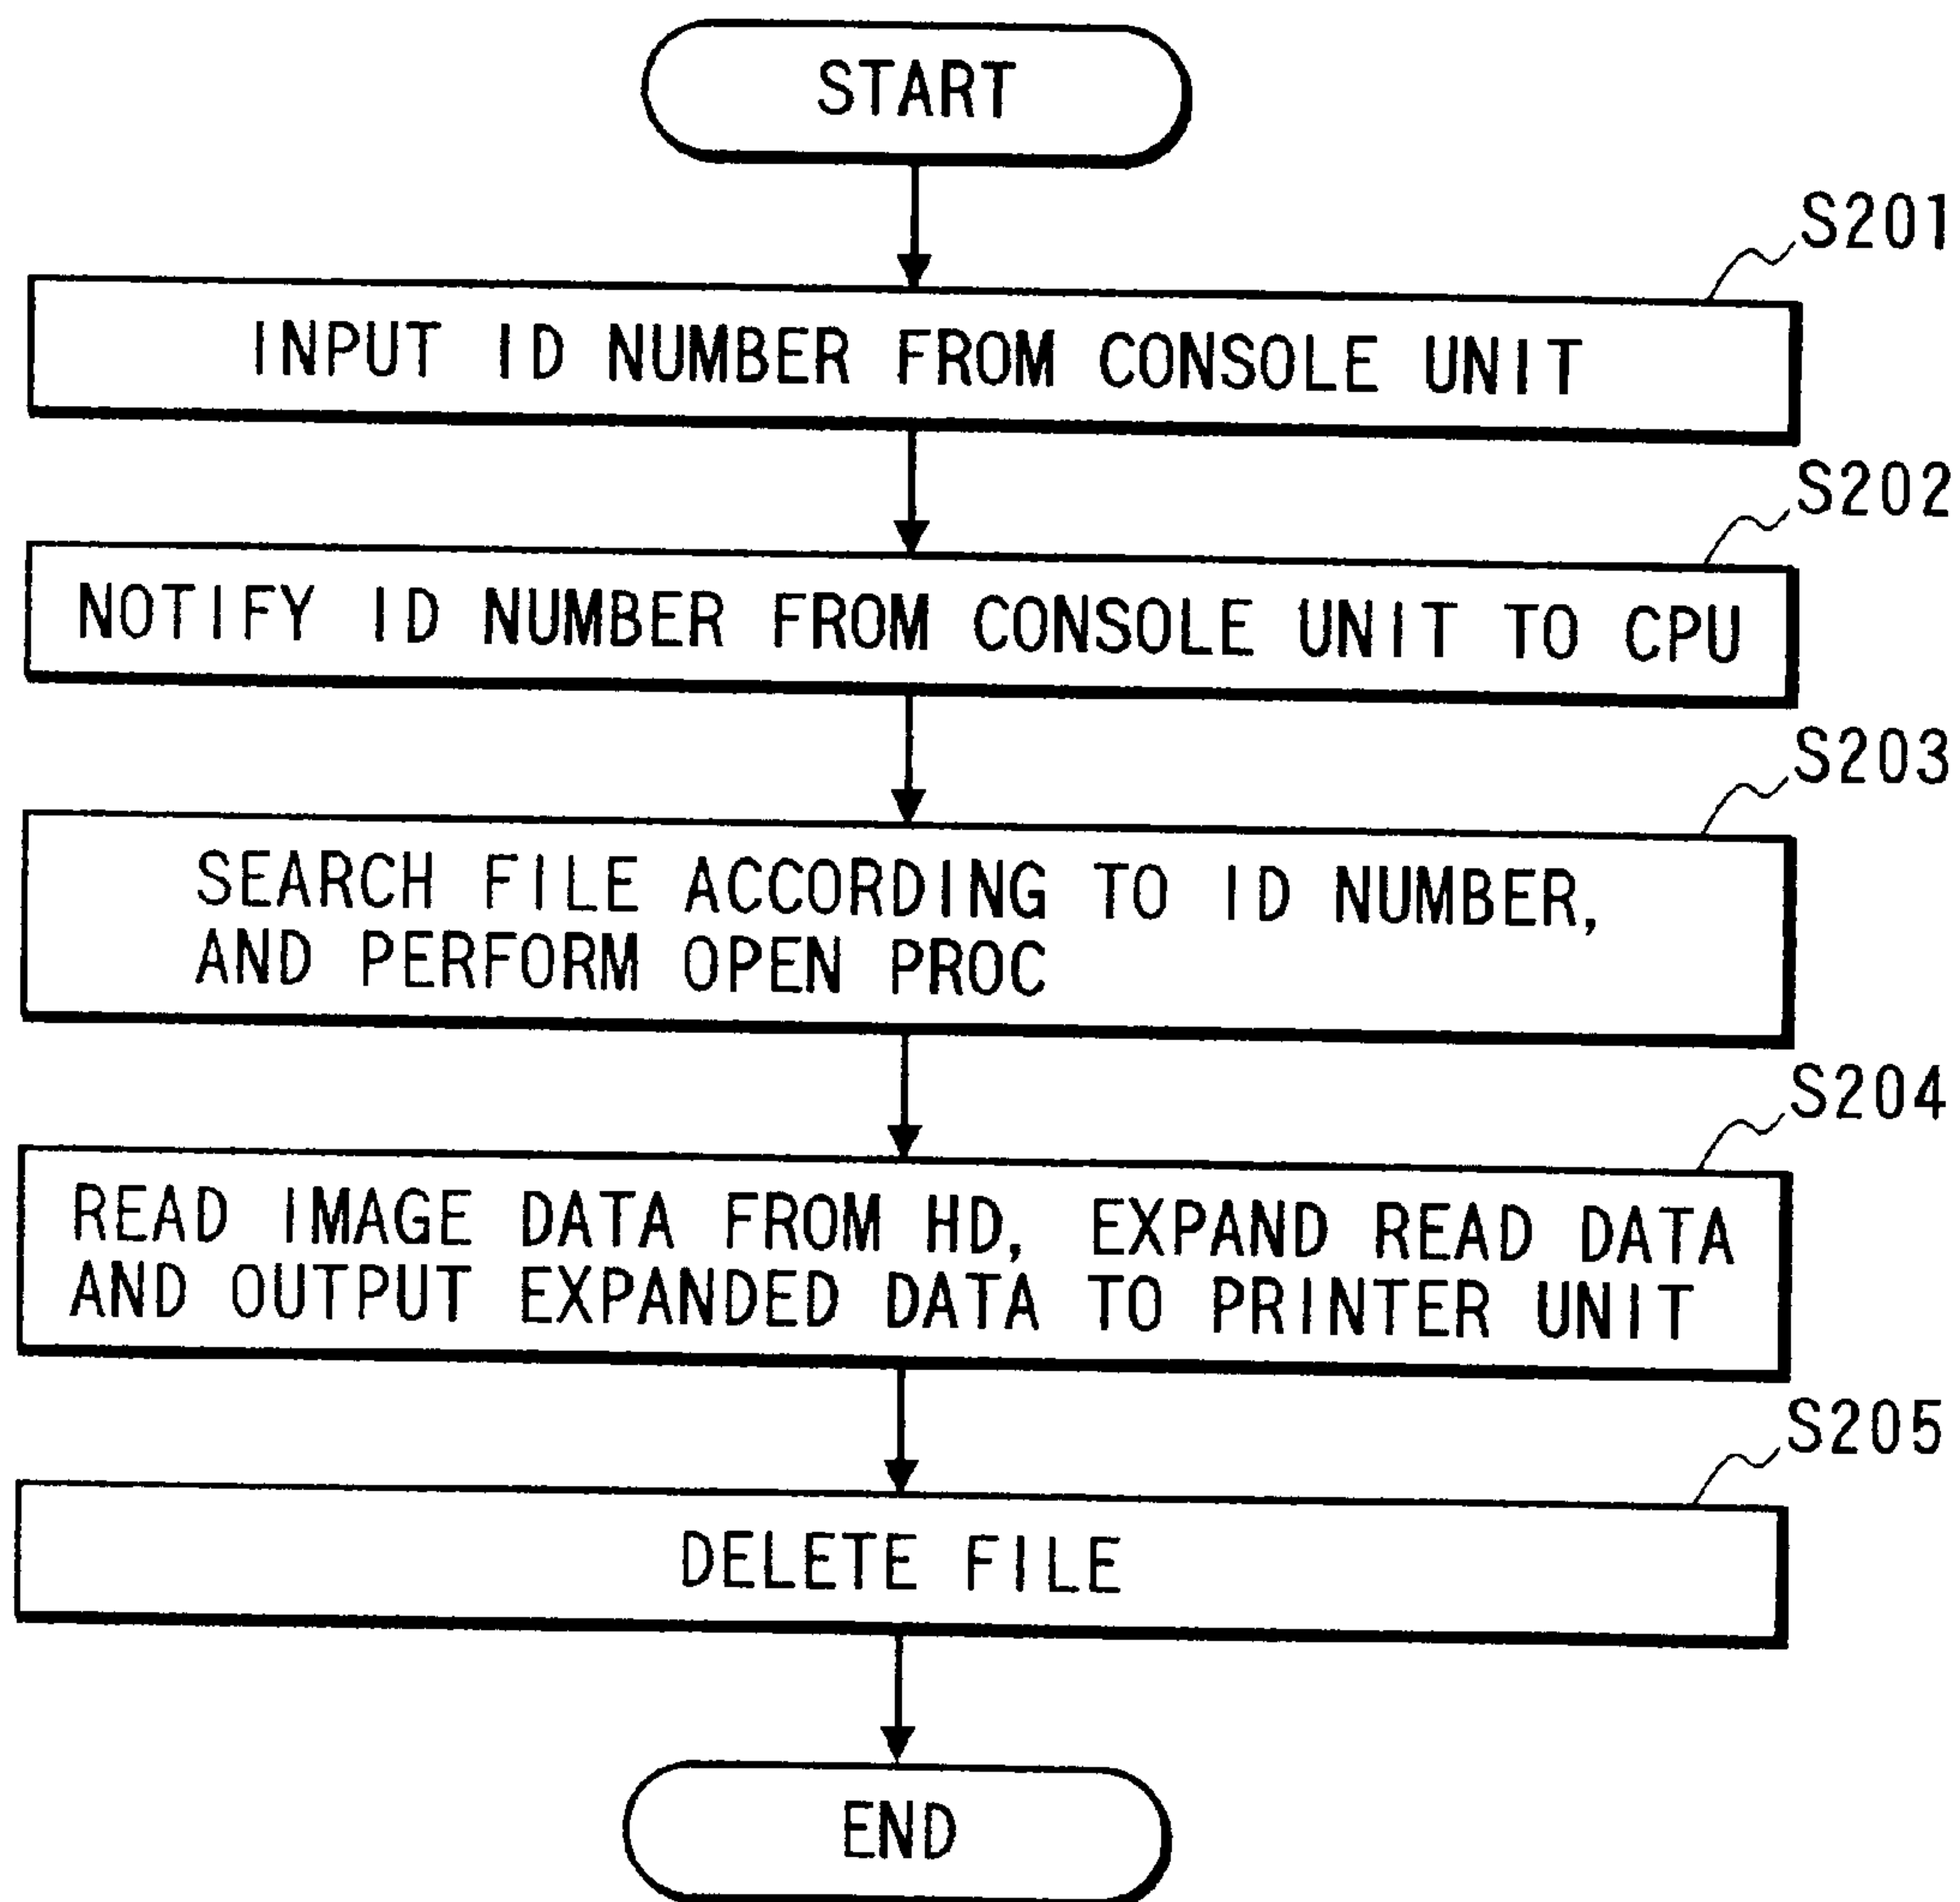 START
S201
INPUT ID NUMBER FROM CONSOLE UNIT
S202
NOTIFY ID NUMBER FROM CONSOLE UNIT TO CPU
S203
SEARCH FILE ACCORDING TO ID NUMBER,
AND PERFORM OPEN PROC
S204
READ IMAGE DATA FROM HD, EXPAND READ DATA
AND OUTPUT EXPANDED DATA TO PRINTER UNIT
S205
DELETE FILE
END